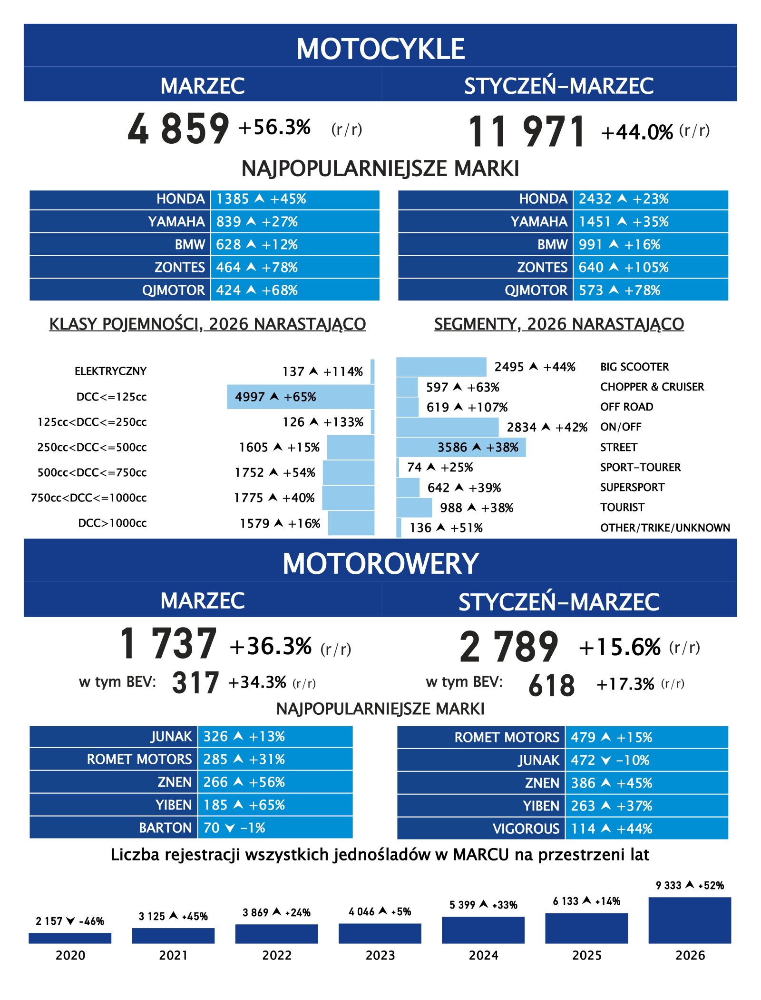 MOTOCYKLE
MARZEC
STYCZEŃ–MARZEC
4 859 +56.3% (r/r)
11 971 +44.0% (r/r)
NAJPOPULARNIEJSZE MARKI
HONDA 1385 ⮝ +45%
YAMAHA 839 ⮝ +27%
BMW 628 ⮝ +12%
ZONTES 464 ⮝ +78%
QJMOTOR 424 ⮝ +68%
HONDA 2432 ⮝ +23%
YAMAHA 1451 ⮝ +35%
BMW 991 ⮝ +16%
ZONTES 640 ⮝ +105%
QJMOTOR 573 ⮝ +78%
KLASY POJEMNOŚCI, 2026 NARASTAJĄCO
ELEKTRYCZNY 137 ⮝ +114%
DCC<=125cc 4997 ⮝ +65%
125cc<DCC<=250cc 126 ⮝ +133%
250cc<DCC<=500cc 1605 ⮝ +15%
500cc<DCC<=750cc 1752 ⮝ +54%
750cc<DCC<=1000cc 1775 ⮝ +40%
DCC>1000cc 1579 ⮝ +16%
SEGMENTY, 2026 NARASTAJĄCO
2495 ⮝ +44% BIG SCOOTER
597 ⮝ +63% CHOPPER & CRUISER
619 ⮝ +107% OFF ROAD
2834 ⮝ +42% ON/OFF
3586 ⮝ +38% STREET
74 ⮝ +25% SPORT–TOURER
642 ⮝ +39% SUPERSPORT
988 ⮝ +38% TOURIST
136 ⮝ +51% OTHER/TRIKE/UNKNOWN
MOTOROWERY
MARZEC
STYCZEŃ–MARZEC
1 737 +36.3% (r/r)
w tym BEV: 317 +34.3% (r/r)
2 789 +15.6% (r/r)
w tym BEV: 618 +17.3% (r/r)
NAJPOPULARNIEJSZE MARKI
JUNAK 326 ⮝ +13%
ROMET MOTORS 285 ⮝ +31%
ZNEN 266 ⮝ +56%
YIBEN 185 ⮝ +65%
BARTON 70 ⮟ –1%
ROMET MOTORS 479 ⮝ +15%
JUNAK 472 ⮟ –10%
ZNEN 386 ⮝ +45%
YIBEN 263 ⮝ +37%
VIGOROUS 114 ⮝ +44%
Liczba rejestracji wszystkich jednośladów w MARCU na przestrzeni lat
2 157 ⮟ -46%
3 125 ⮝ +45%
3 869 ⮝ +24%
4 046 ⮝ +5%
5 399 ⮝ +33%
6 133 ⮝ +14%
9 333 ⮝ +52%
2020 2021 2022 2023 2024 2025 2026